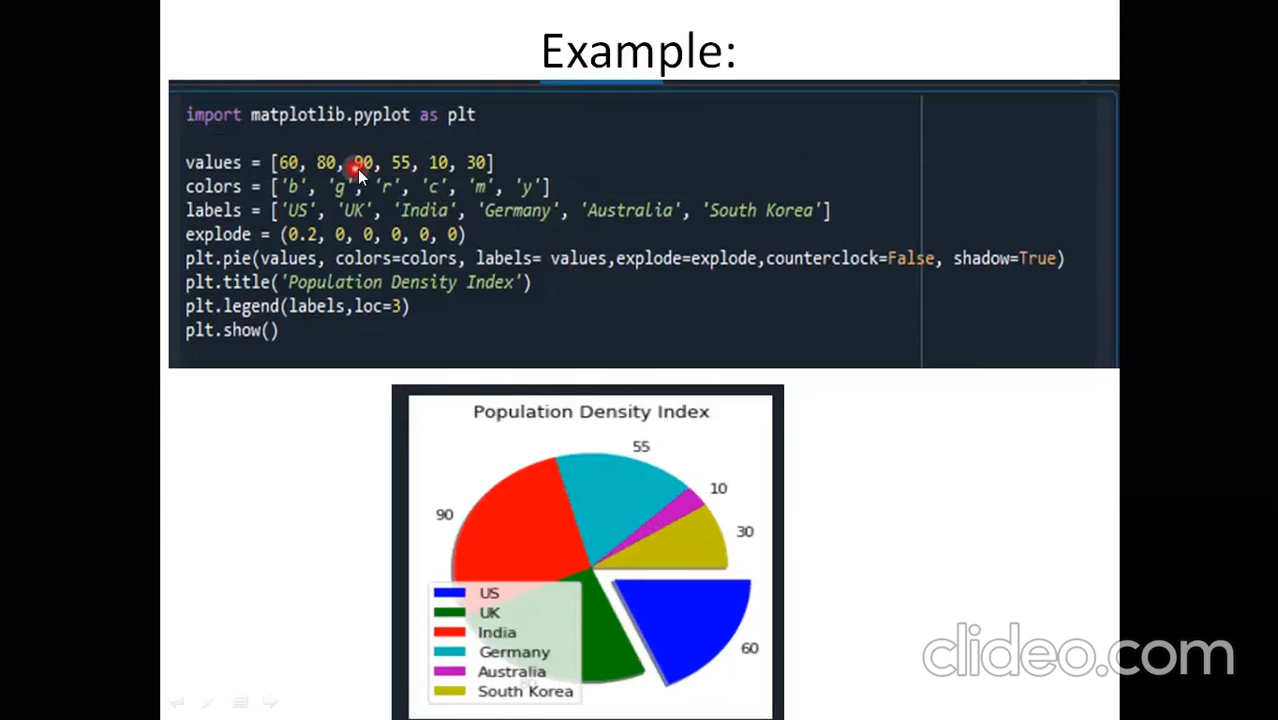 Example:
import matplotlib.pyplot as plt
values = [60, 80, 90, 55, 10, 30]
colors = ['b', 'g', 'r', 'c', 'm', 'y']
labels = ['US', 'UK', 'India', 'Germany', 'Australia', 'South Korea']
explode = (0.2, 0, 0, 0, 0, 0)
plt.pie(values, colors=colors, labels= values,explode=explode,counterclock=False, shadow=True)
plt.title('Population Density Index')
plt.legend(labels,loc=3)
plt.show()
Population Density Index
55
10
90
30
US
UK
India
Germany
Australia
South Korea
60
80
clideo.com